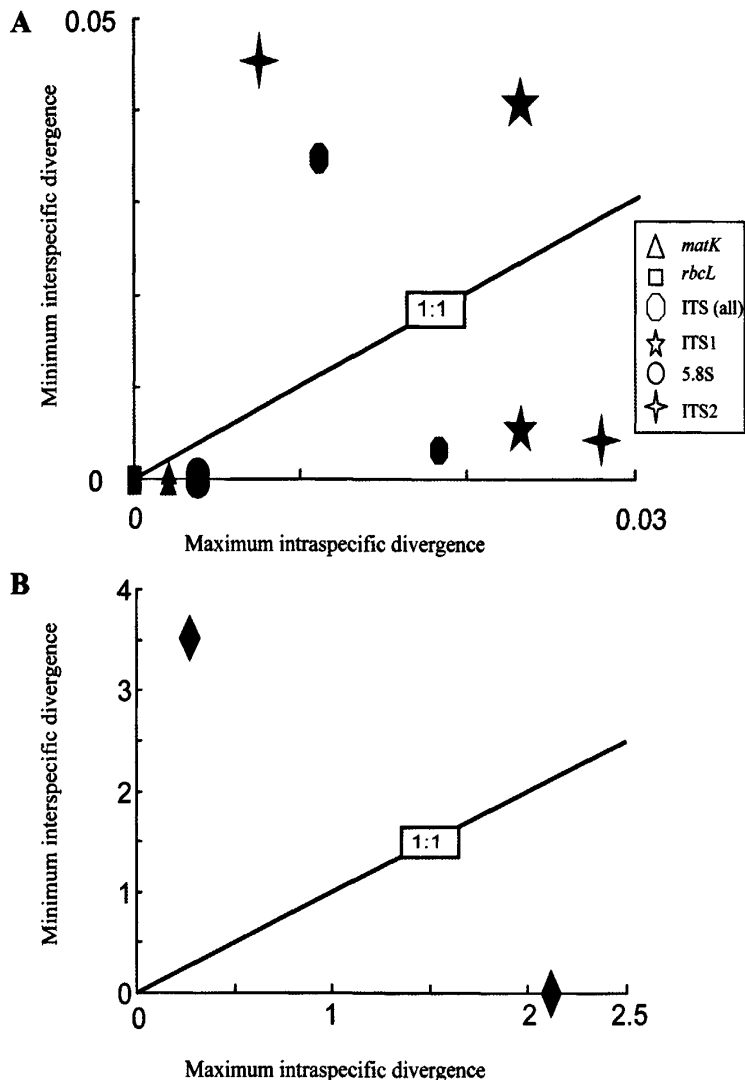 A
0.05
Minimum interspecific divergence
1:1
matK
rbcL
ITS (all)
ITS1
5.8S
ITS2
0
0
0.03
Maximum intraspecific divergence
B
4
Minimum interspecific divergence
3
2
1:1
1
0
0
1
2
2.5
Maximum intraspecific divergence